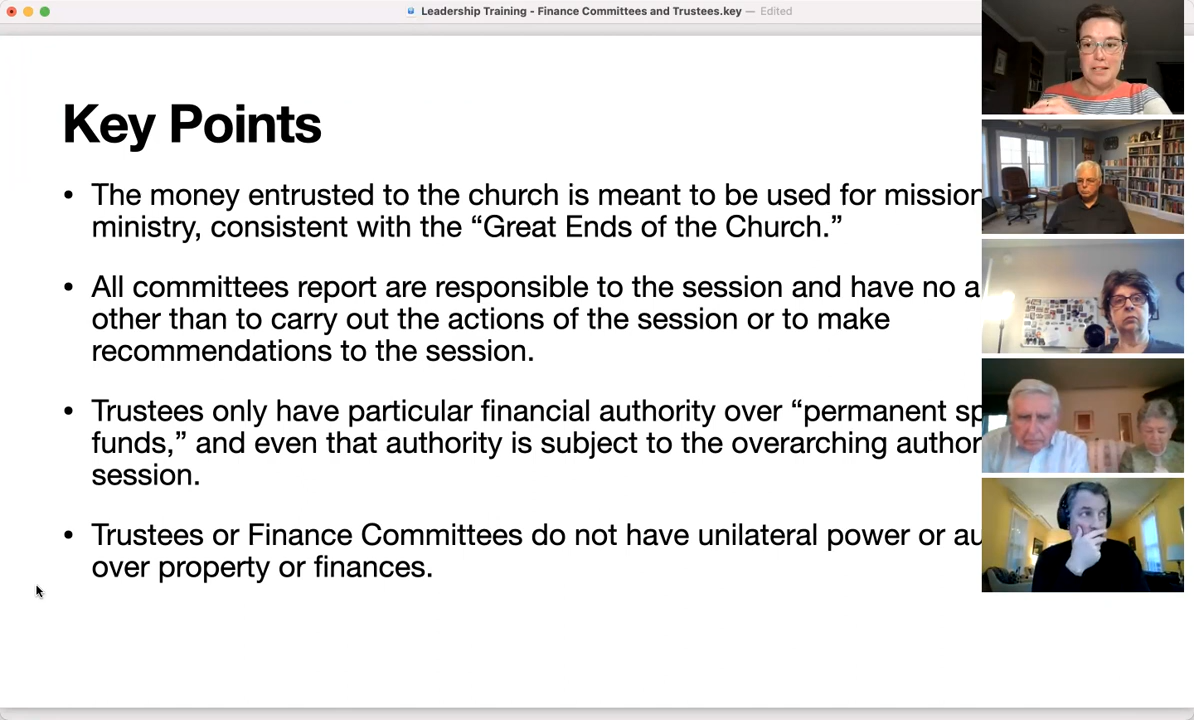 Leadership Training - Finance Committees and Trustees.key — Edited
Key Points
• The money entrusted to the church is meant to be used for mission
ministry, consistent with the “Great Ends of the Church.”
• All committees report are responsible to the session and have no a
other than to carry out the actions of the session or to make
recommendations to the session.
• Trustees only have particular financial authority over “permanent sp
funds,” and even that authority is subject to the overarching author
session.
• Trustees or Finance Committees do not have unilateral power or au
over property or finances.